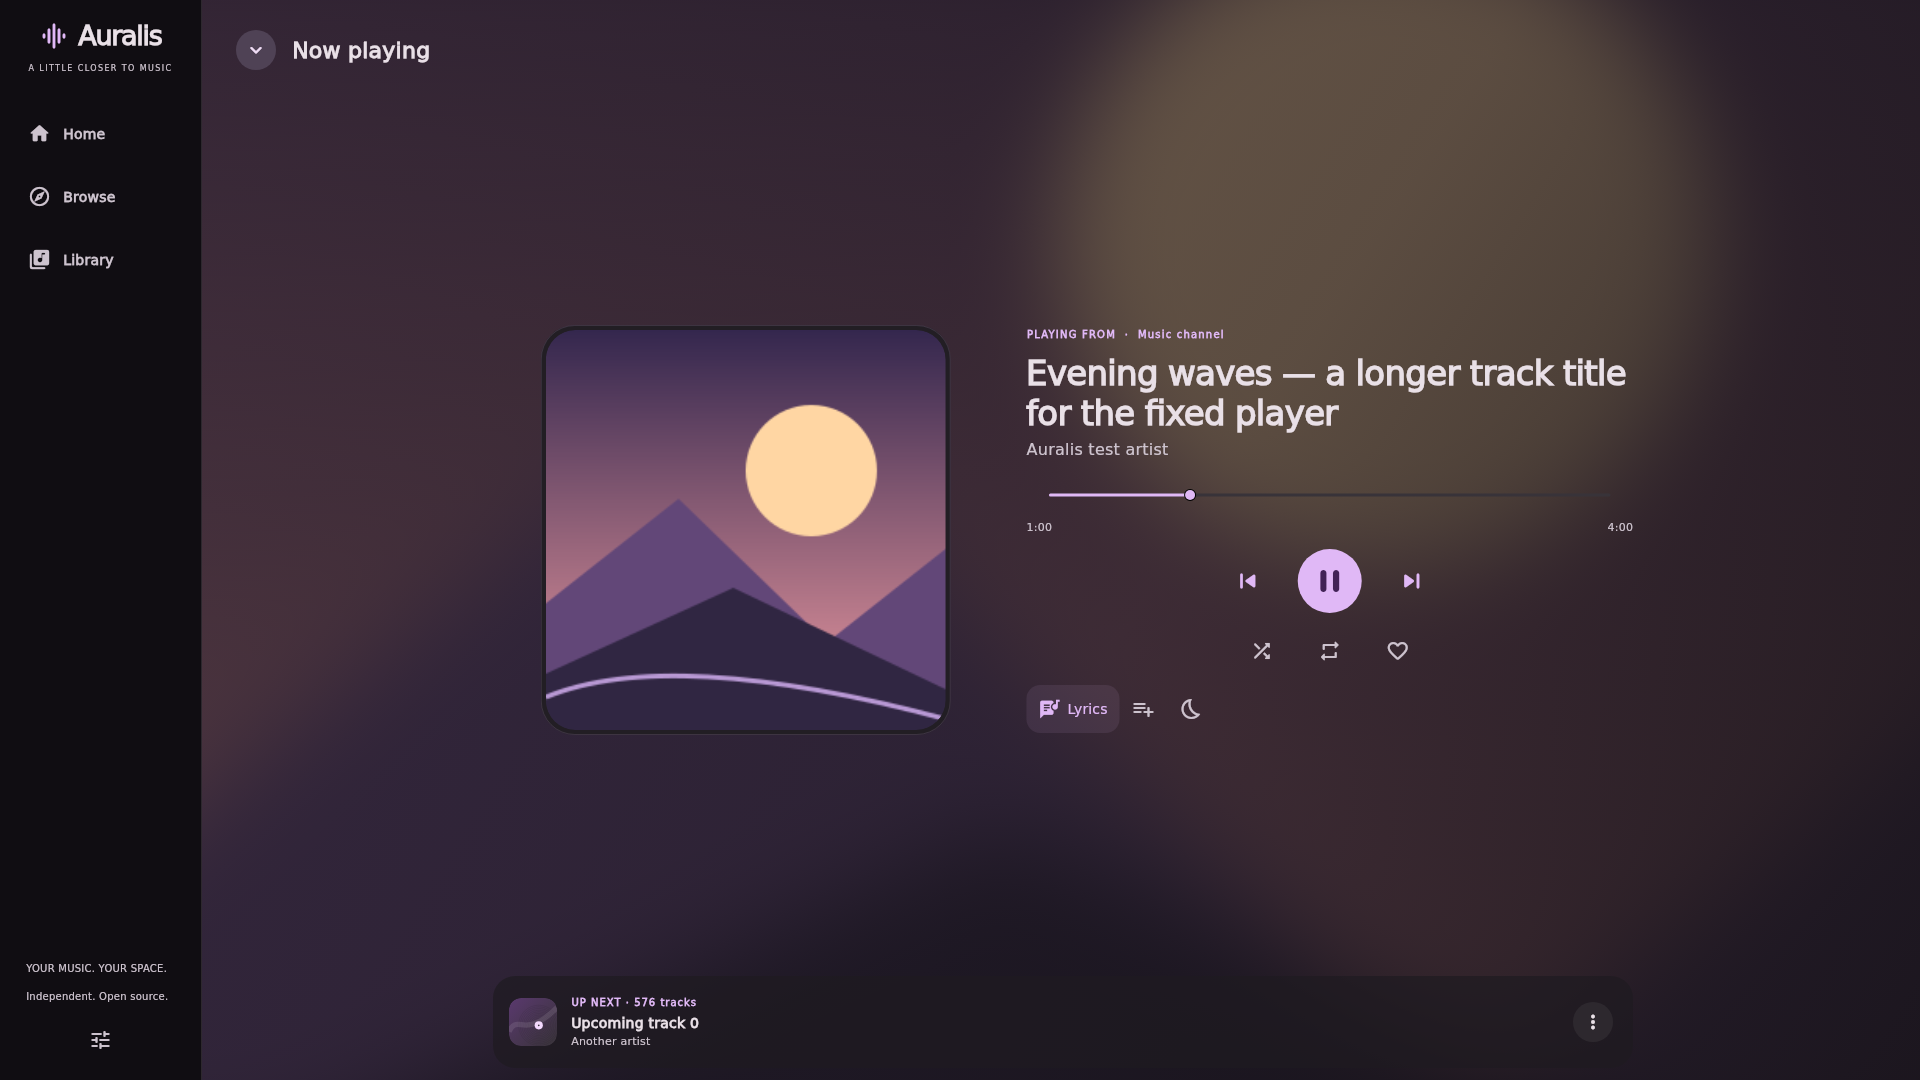 Auralis
A LITTLE CLOSER TO MUSIC
Home
Browse
Library
YOUR MUSIC. YOUR SPACE.
Independent. Open source.
Now playing
PLAYING FROM · Music channel
Evening waves — a longer track title
for the fixed player
Auralis test artist
1:00
4:00
Lyrics
UP NEXT · 576 tracks
Upcoming track 0
Another artist